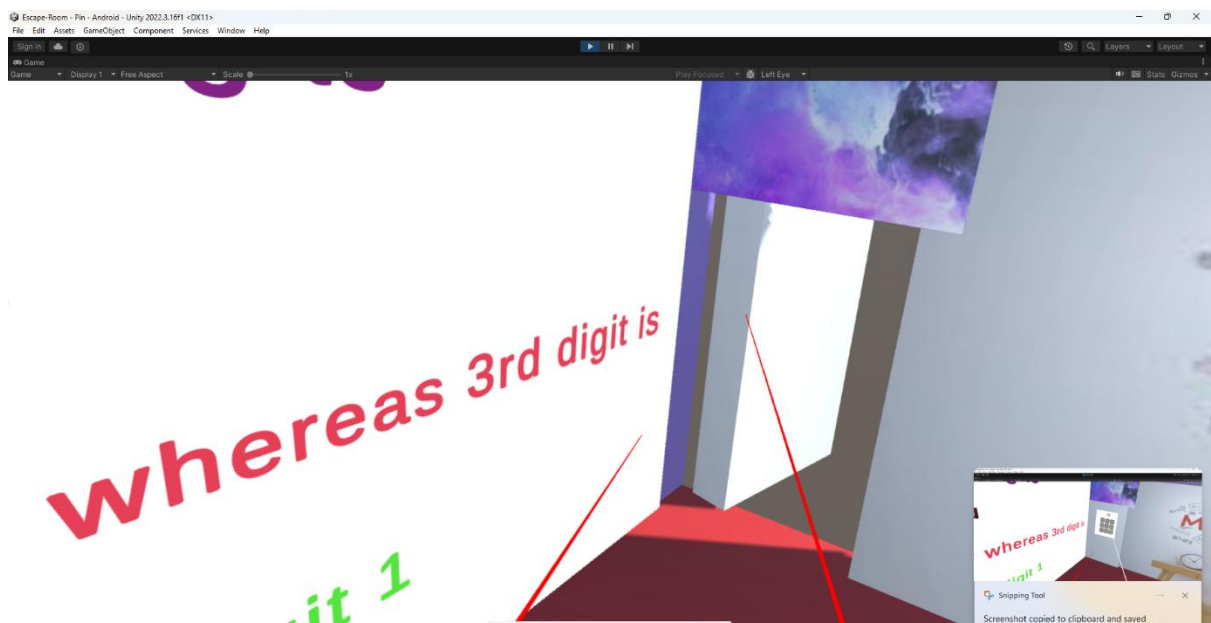 Escape-Room - Pin - Android - Unity 2022.3.16f1 <DX11>
File Edit Assets GameObject Component Services Window Help
Sign in Layers Layout
Game
Game Display 1 Free Aspect Scale 1x Play Focused Left Eye Stats Gizmos
whereas 3rd digit is
it 1
whereas 3rd digit is
digit 1
Snipping Tool
Screenshot copied to clipboard and saved